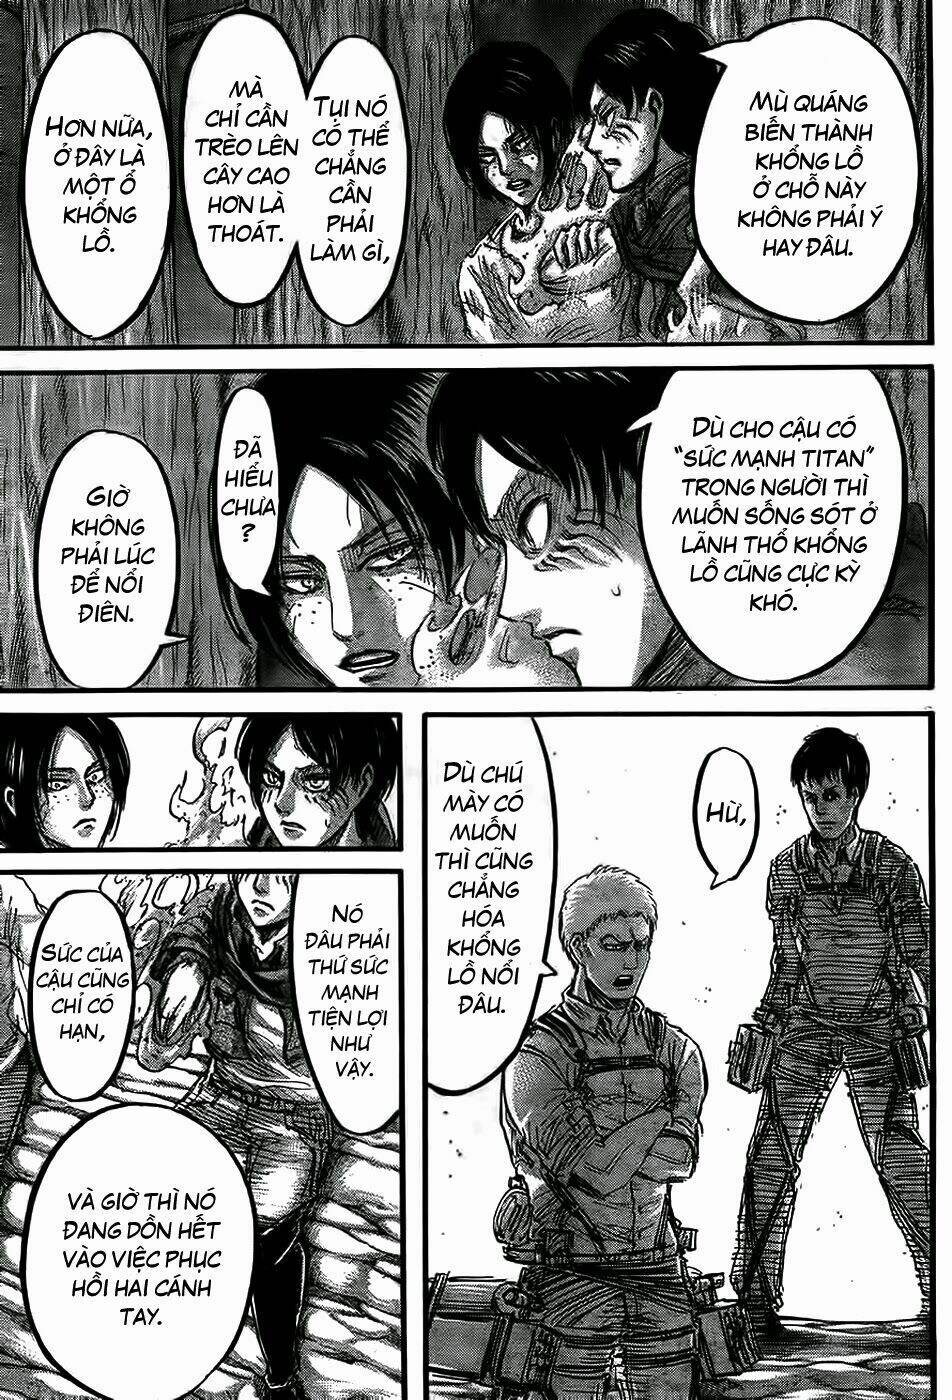 MÙ QUÁNG
BIẾN THÀNH
KHỔNG LỒ
Ở CHỖ NÀY
KHÔNG PHẢI Ý
HAY ĐÂU.
TỤI NÓ
CÓ THỂ
CHẲNG
CẦN
PHẢI
LÀM GÌ,
MÀ
CHỈ CẦN
TRÈO LÊN
CÂY CAO
HƠN LÀ
THOÁT.
HƠN NỮA,
Ở ĐÂY LÀ
MỘT Ổ
KHỔNG
LỒ.
DÙ CHO CẬU CÓ
"SỨC MẠNH TITAN"
TRONG NGƯỜI THÌ
MUỐN SỐNG SÓT Ở
LÃNH THỔ KHỔNG
LỒ CŨNG CỰC KỲ
KHÓ.
ĐÃ
HIỂU
CHƯA
?
GIỜ
KHÔNG
PHẢI LÚC
ĐỂ NỔI
ĐIÊN.
HỪ,
DÙ CHÚ
MÀY CÓ
MUỐN
THÌ CŨNG
CHẲNG
HÓA
KHỔNG
LỒ NỔI
ĐÂU.
NÓ
ĐÂU PHẢI
THỨ SỨC
MẠNH
TIỆN LỢI
NHƯ
VẬY.
SỨC CỦA
CẬU CŨNG
CHỈ CÓ
HẠN,
VÀ GIỜ THÌ NÓ
ĐANG DỒN HẾT
VÀO VIỆC PHỤC
HỒI HAI CÁNH
TAY.